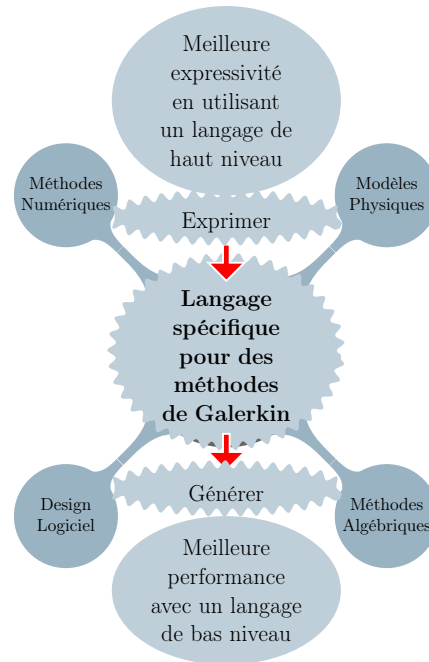 Meilleure
expressivité
en utilisant
un langage de
haut niveau
Méthodes
Numériques
Modèles
Physiques
Exprimer
Langage
spécifique
pour des
méthodes
de Galerkin
Générer
Design
Logiciel
Méthodes
Algébriques
Meilleure
performance
avec un langage
de bas niveau